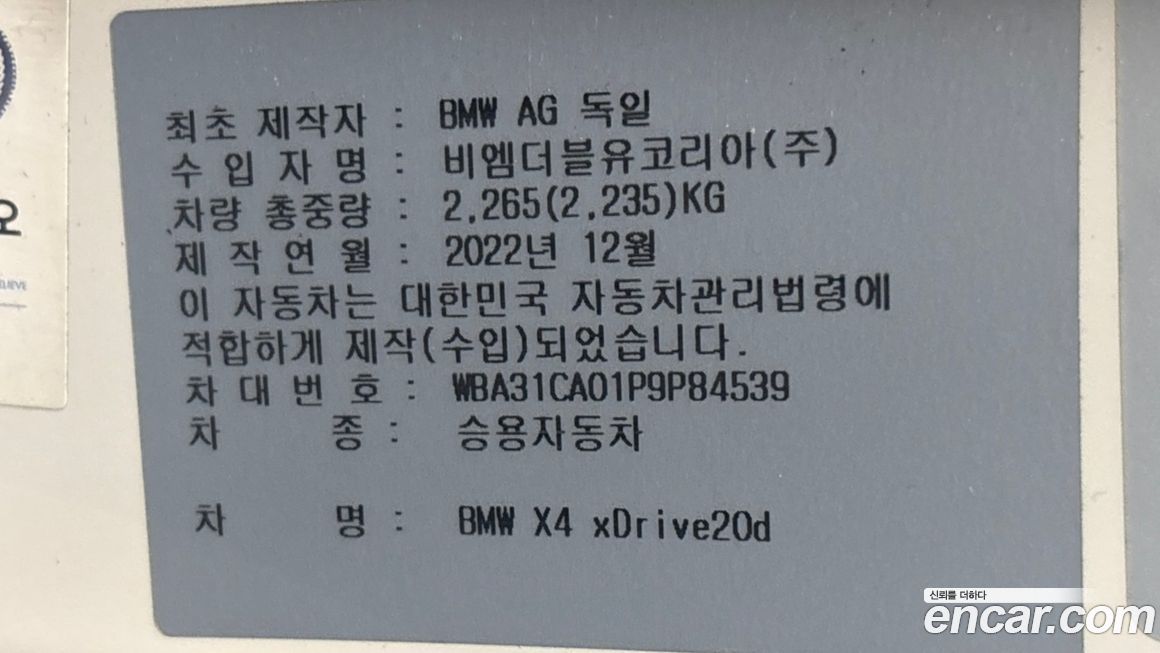 최초 제작자 : BMW AG 독일
수 입 자 명 : 비엠더블유코리아(주)
차량 총중량 : 2,265(2,235)KG
제 작 연 월 : 2022년 12월
이 자동차는 대한민국 자동차관리법령에
적합하게 제작(수입)되었습니다.
차 대 번 호 : WBA31CA01P9P84539
차 종 : 승용자동차
차 명 : BMW X4 xDrive20d
오
ELIEVE
신뢰를 더하다
encar.com